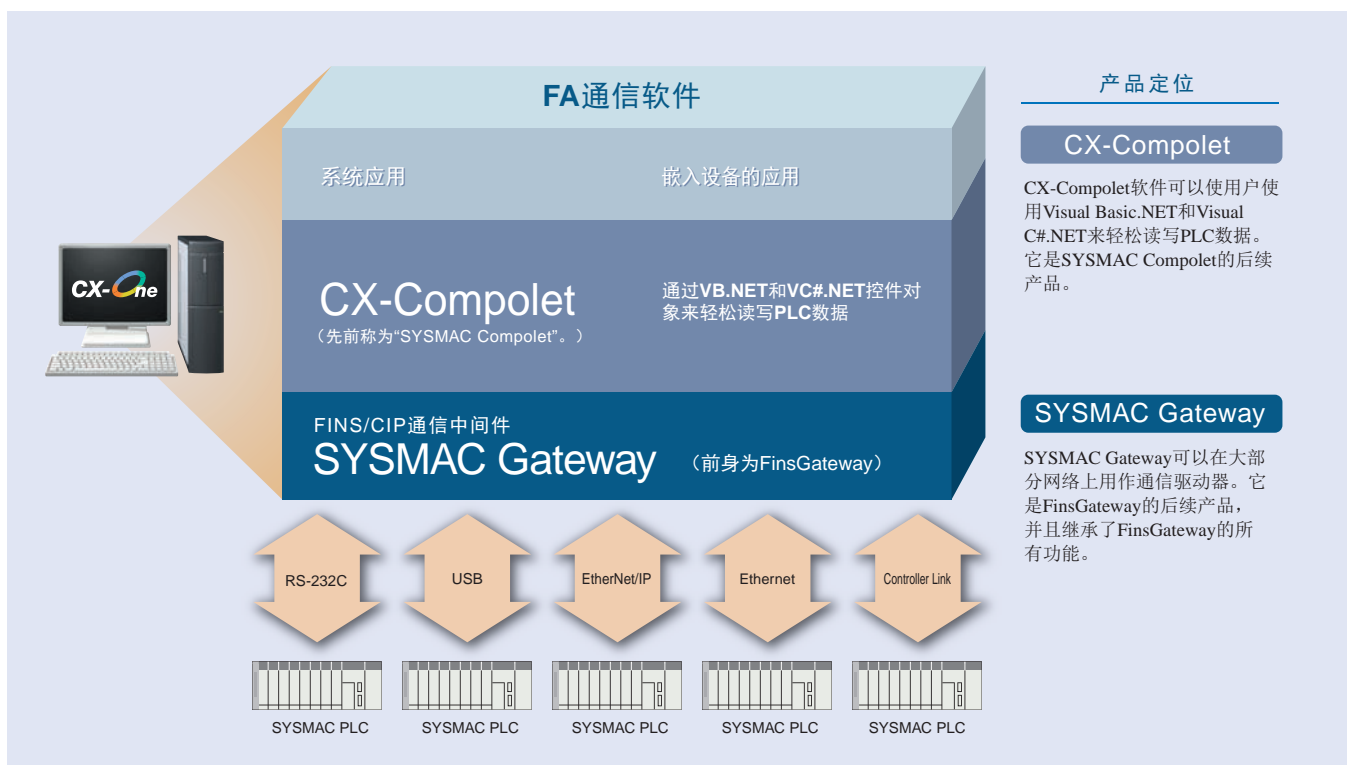 FA通信软件
系统应用
嵌入设备的应用
CX-One
CX-Compolet
（先前称为“SYSMAC Compolet”。）
通过VB.NET和VC#.NET控件对
象来轻松读写PLC数据
FINS/CIP通信中间件
SYSMAC Gateway （前身为FinsGateway）
RS-232C
USB
EtherNet/IP
Ethernet
Controller Link
SYSMAC PLC
SYSMAC PLC
SYSMAC PLC
SYSMAC PLC
SYSMAC PLC
产品定位
CX-Compolet
CX-Compolet软件可以使用户使
用Visual Basic.NET和Visual
C#.NET来轻松读写PLC数据。
它是SYSMAC Compolet的后续
产品。
SYSMAC Gateway
SYSMAC Gateway可以在大部
分网络上用作通信驱动器。它
是FinsGateway的后续产品，
并且继承了FinsGateway的所
有功能。